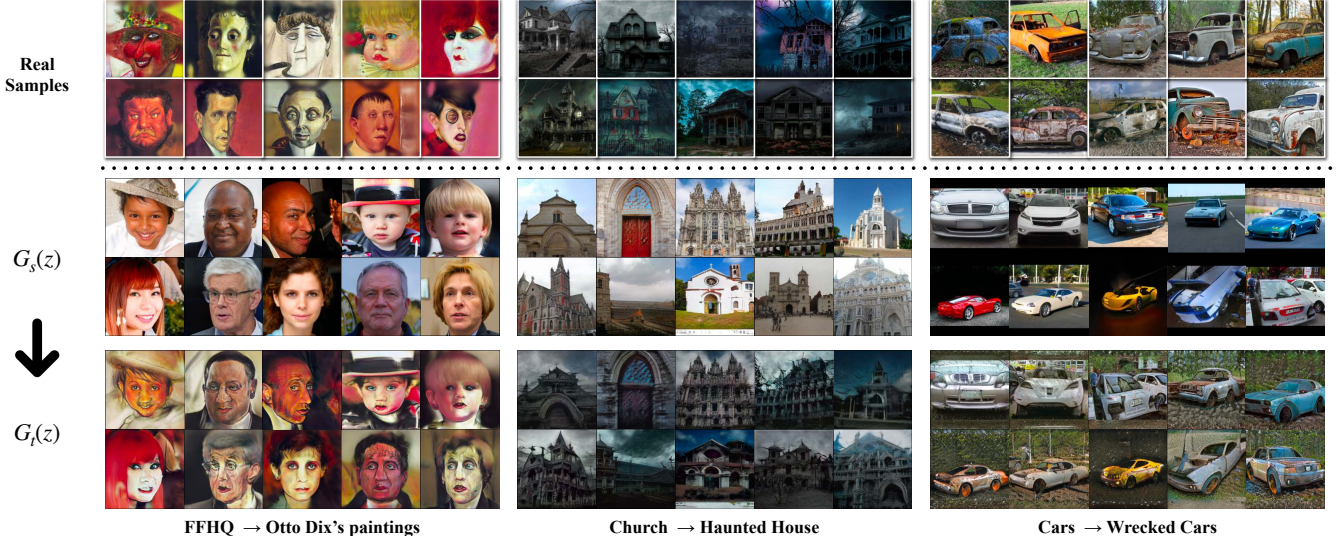 Real
Samples
G_s(z)
G_t(z)
FFHQ → Otto Dix's paintings
Church → Haunted House
Cars → Wrecked Cars